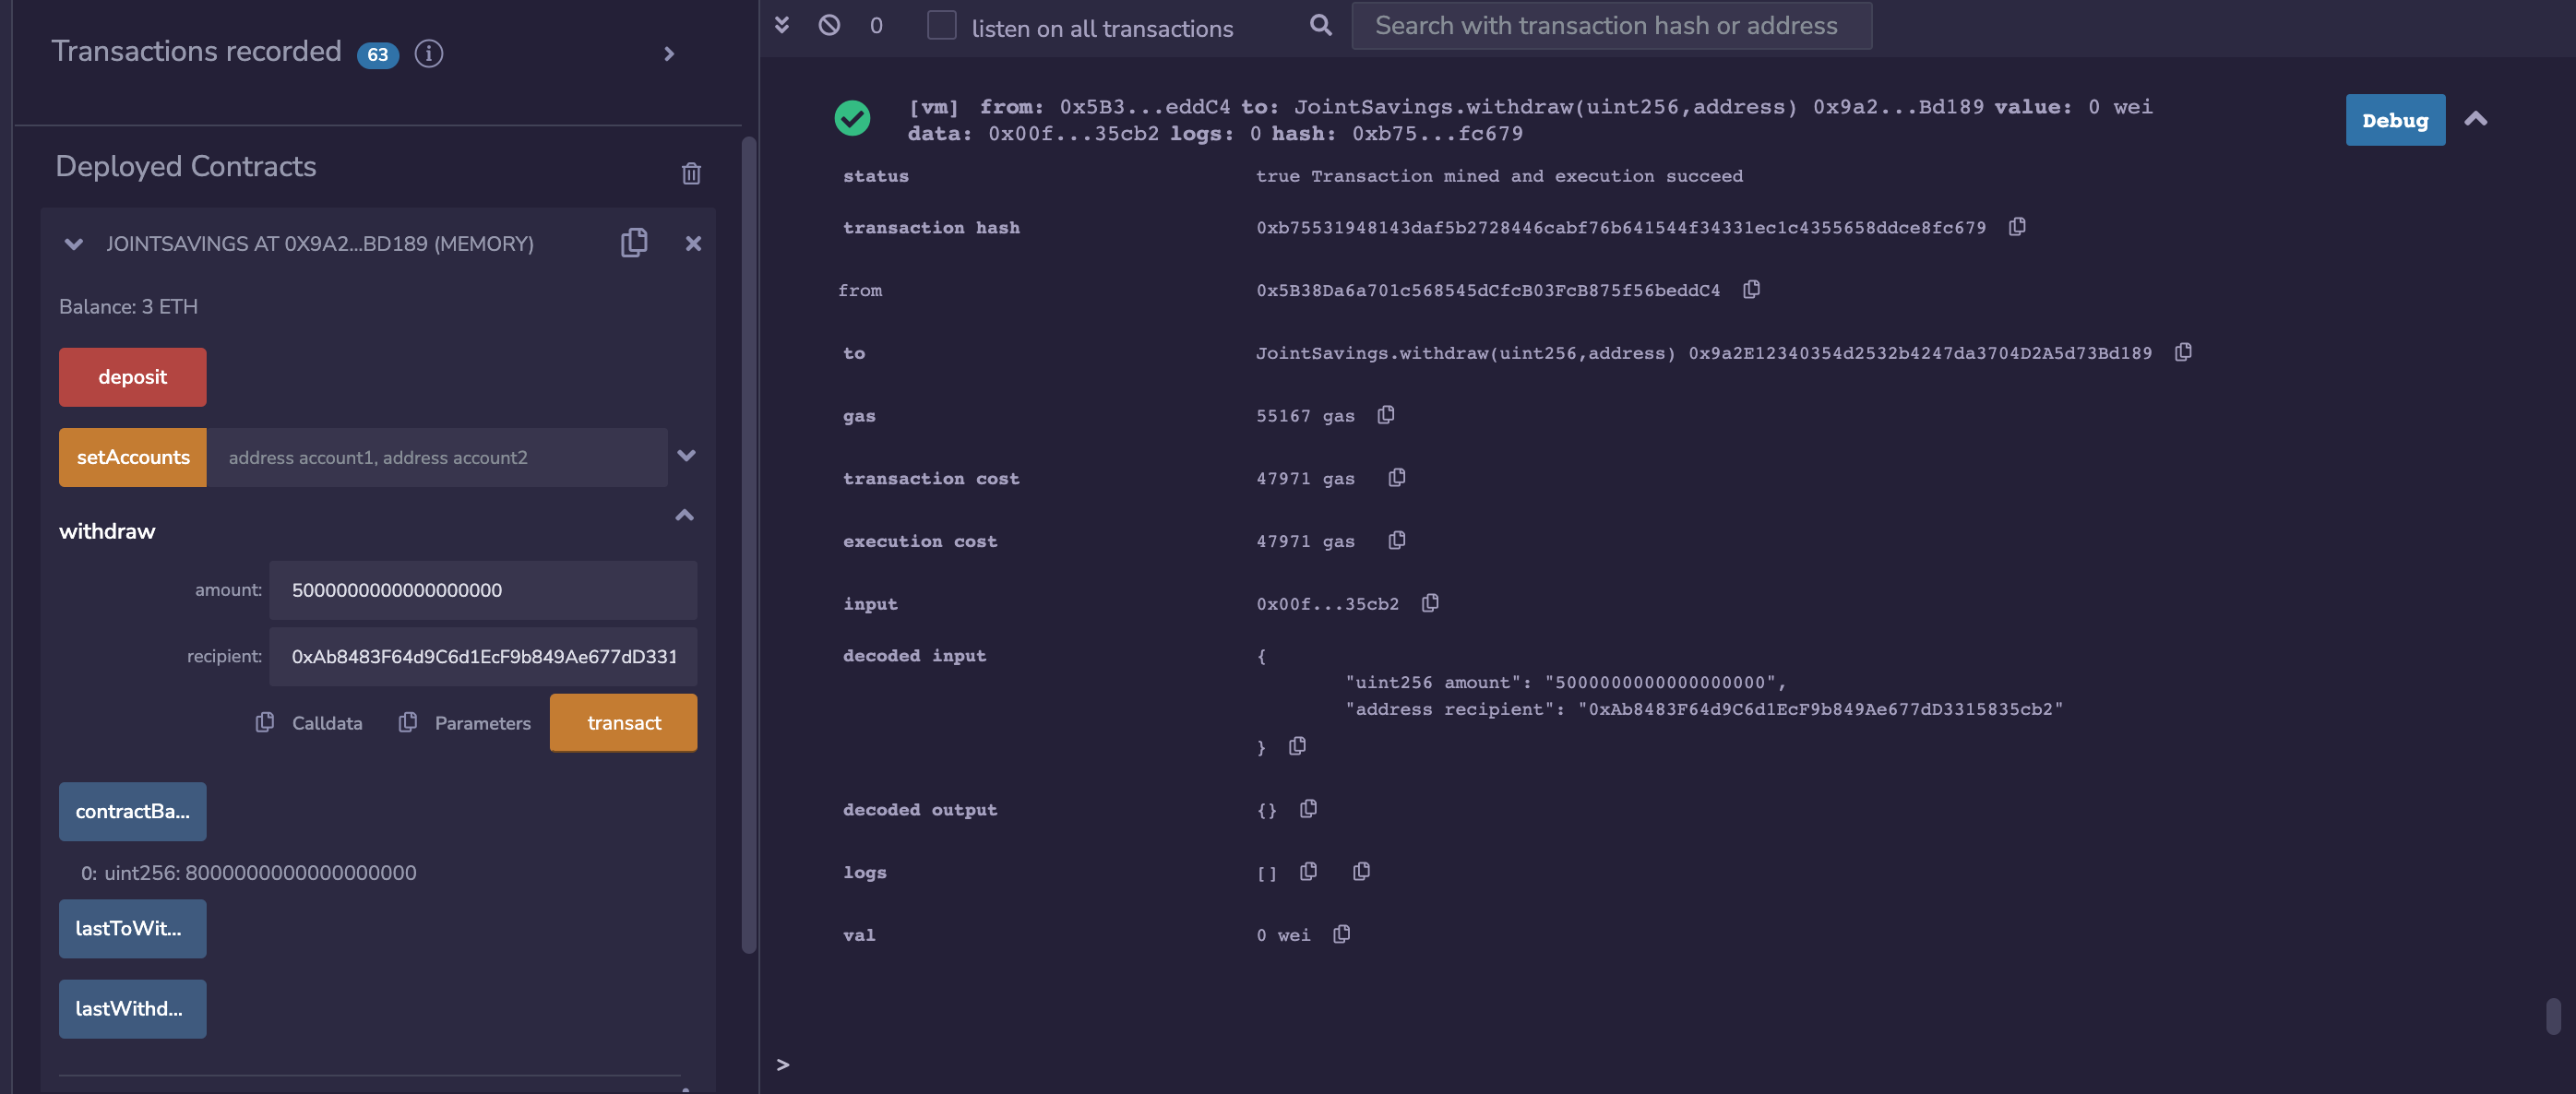 Transactions recorded 63 i
Deployed Contracts
JOINTSAVINGS AT 0X9A2...BD189 (MEMORY)
Balance: 3 ETH
deposit
setAccounts address account1, address account2
withdraw
amount: 5000000000000000000
recipient: 0xAb8483F64d9C6d1EcF9b849Ae677dD331
Calldata Parameters transact
contractBa...
0: uint256: 8000000000000000000
lastToWit...
lastWithd...
0 listen on all transactions Search with transaction hash or address
[vm] from: 0x5B3...eddC4 to: JointSavings.withdraw(uint256,address) 0x9a2...Bd189 value: 0 wei
data: 0x00f...35cb2 logs: 0 hash: 0xb75...fc679
Debug
status true Transaction mined and execution succeed
transaction hash 0xb75531948143daf5b2728446cabf76b641544f34331ec1c4355658ddce8fc679
from 0x5B38Da6a701c568545dCfcB03FcB875f56beddC4
to JointSavings.withdraw(uint256,address) 0x9a2E12340354d2532b4247da3704D2A5d73Bd189
gas 55167 gas
transaction cost 47971 gas
execution cost 47971 gas
input 0x00f...35cb2
decoded input {
"uint256 amount": "5000000000000000000",
"address recipient": "0xAb8483F64d9C6d1EcF9b849Ae677dD3315835cb2"
}
decoded output {}
logs []
val 0 wei
>